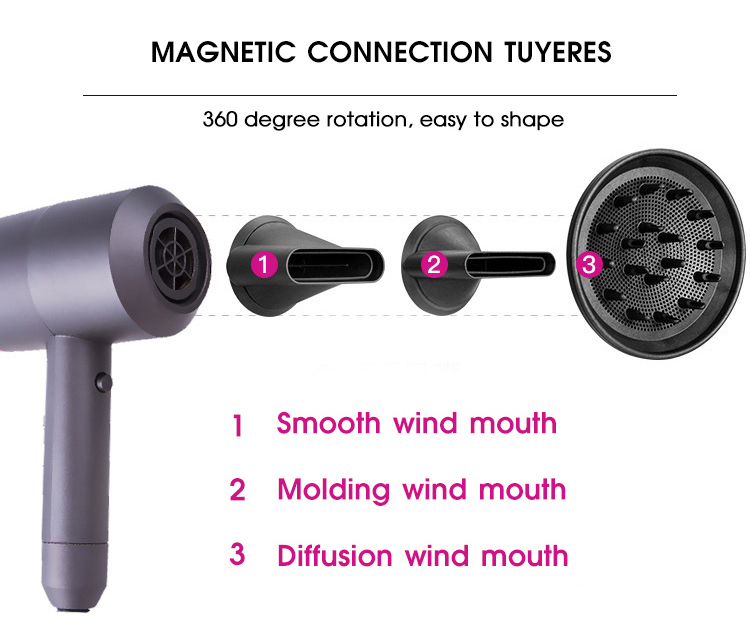 MAGNETIC CONNECTION TUYERES
360 degree rotation, easy to shape
1 2 3
1 Smooth wind mouth
2 Molding wind mouth
3 Diffusion wind mouth